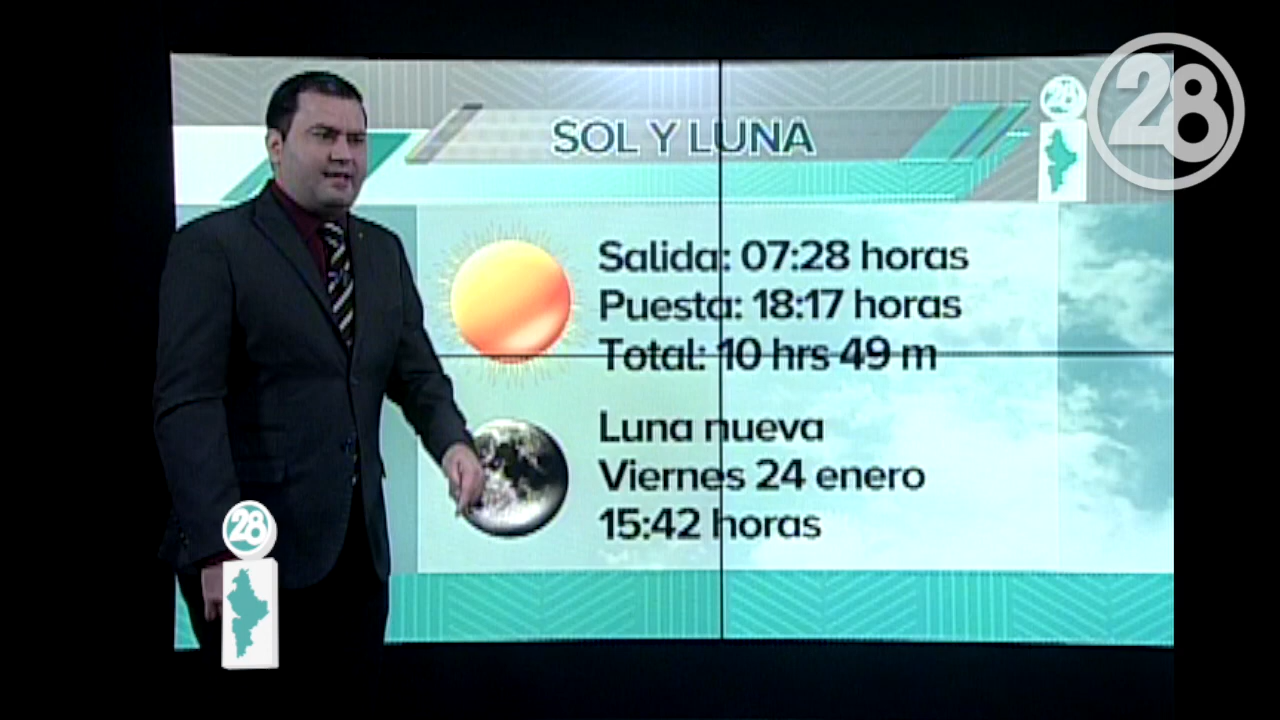 28
28
SOL Y LUNA
Salida: 07:28 horas
Puesta: 18:17 horas
Total: 10 hrs 49 m
Luna nueva
Viernes 24 enero
15:42 horas
28